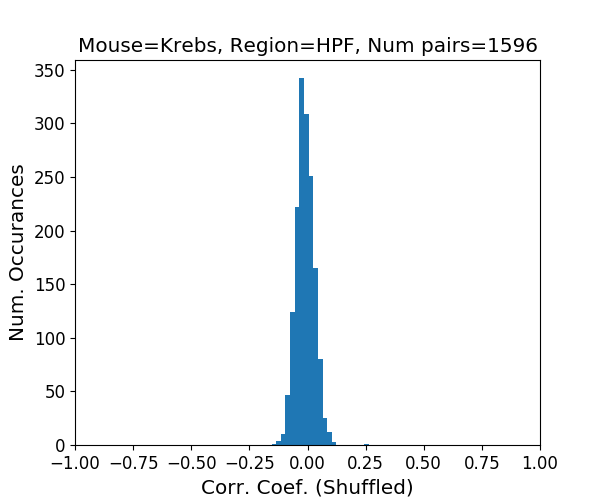 Mouse=Krebs, Region=HPF, Num pairs=1596
350
300
250
200
150
100
50
0
Num. Occurances
−1.00 −0.75 −0.50 −0.25 0.00 0.25 0.50 0.75 1.00
Corr. Coef. (Shuffled)